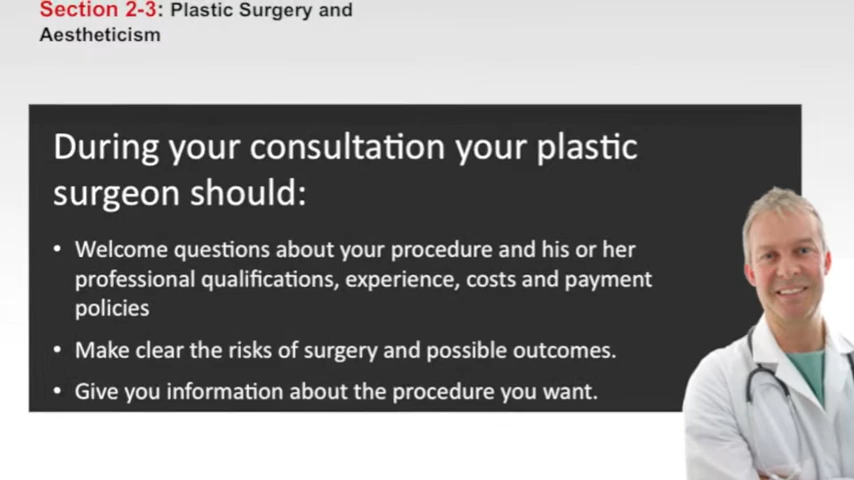 Section 2-3: Plastic Surgery and
Aestheticism
During your consultation your plastic
surgeon should:
• Welcome questions about your procedure and his or her
professional qualifications, experience, costs and payment
policies
• Make clear the risks of surgery and possible outcomes.
• Give you information about the procedure you want.